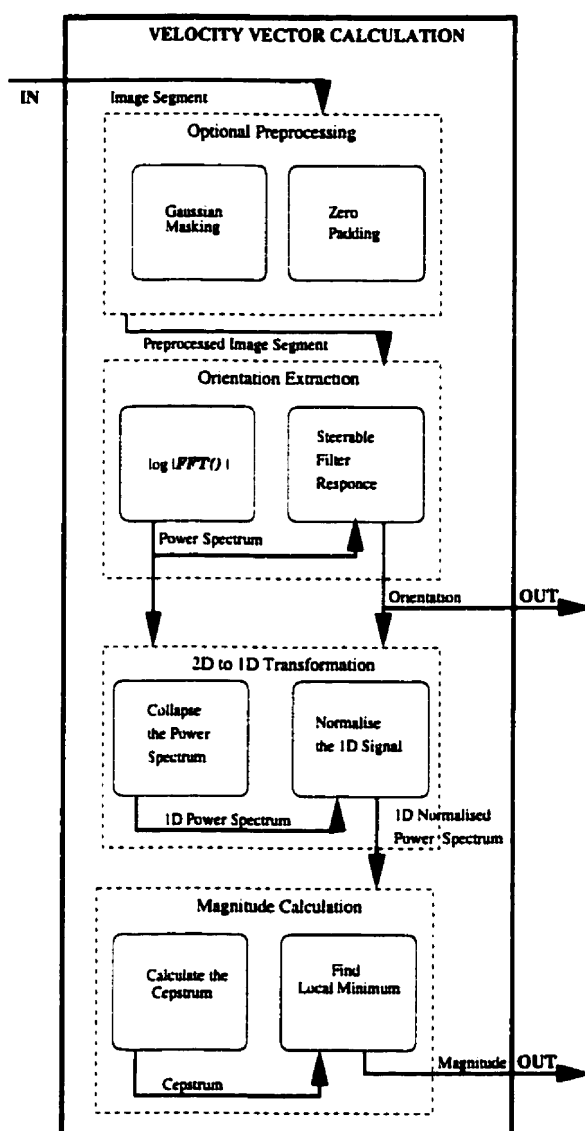 VELOCITY VECTOR CALCULATION
IN
Image Segment
Optional Preprocessing
Gaussian
Masking
Zero
Padding
Preprocessed Image Segment
Orientation Extraction
log |FFT() |
Steerable
Filter
Responce
Power Spectrum
Orientation
OUT
2D to 1D Transformation
Collapse
the Power
Spectrum
Normalise
the 1D Signal
1D Power Spectrum
1D Normalised
Power Spectrum
Magnitude Calculation
Calculate the
Cepstrum
Find
Local Minimum
Cepstrum
Magnitude
OUT